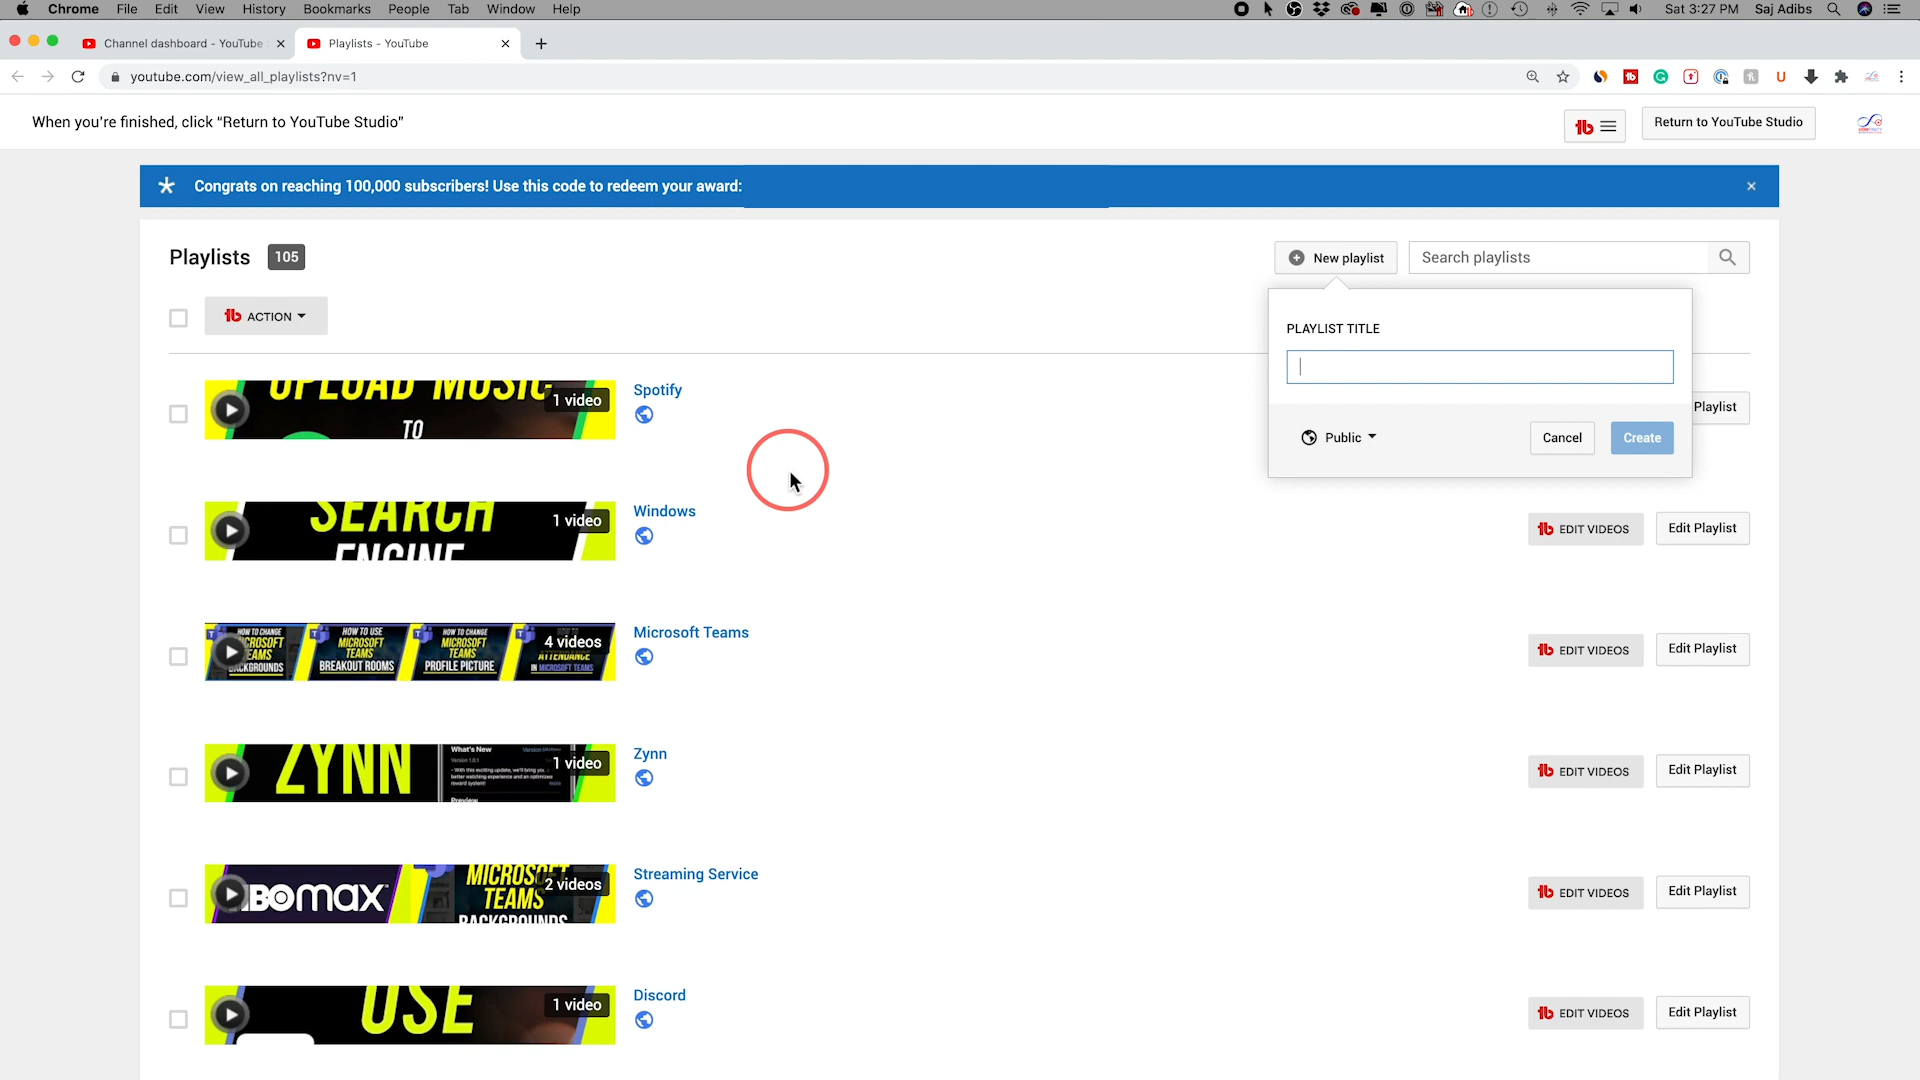 Chrome File Edit View History Bookmarks People Tab Window Help Sat 3:27 PM Saj Adibs
Channel dashboard - YouTube Playlists - YouTube
youtube.com/view_all_playlists?nv=1
When you're finished, click "Return to YouTube Studio" Return to YouTube Studio
Congrats on reaching 100,000 subscribers! Use this code to redeem your award:
Playlists 105 New playlist Search playlists
ACTION
PLAYLIST TITLE
Public Cancel Create
UPLOAD MUSIC
TO
1 video
Spotify
Playlist
SEARCH
ENGINE
1 video
Windows
EDIT VIDEOS Edit Playlist
HOW TO CHANGE
MICROSOFT
TEAMS
BACKGROUNDS
HOW TO USE
MICROSOFT
TEAMS
BREAKOUT ROOMS
HOW TO CHANGE
MICROSOFT
TEAMS
PROFILE PICTURE
ATTENDANCE
IN MICROSOFT TEAMS
4 videos
Microsoft Teams
EDIT VIDEOS Edit Playlist
ZYNN
What's New
Preview
1 video
Zynn
EDIT VIDEOS Edit Playlist
HBOMAX
MICROSOFT
TEAMS
BACKGROUNDS
2 videos
Streaming Service
EDIT VIDEOS Edit Playlist
USE
1 video
Discord
EDIT VIDEOS Edit Playlist